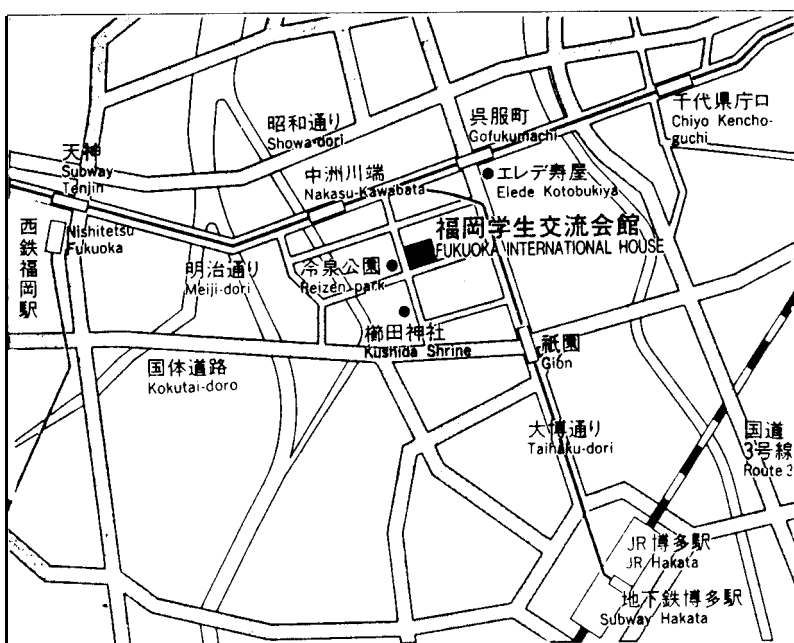 千代県庁口
Chiyo Kencho-
guchi
呉服町
Gofukumachi
昭和通り
Showa-dori
天神
Subway
Tenjin
中洲川端
Nakasu-Kawabata
エレデ寿屋
Elede Kotobukiya
福岡学生交流会館
FUKUOKA INTERNATIONAL HOUSE
西鉄福岡駅
Nishitetsu
Fukuoka
明治通り
Meiji-dori
冷泉公園
Reizen-park
櫛田神社
Kushida Shrine
祇園
Gion
国体道路
Kokutai-doro
大博通り
Taihaku-dori
国道
3号線
Route 3
JR 博多駅
JR Hakata
地下鉄博多駅
Subway Hakata